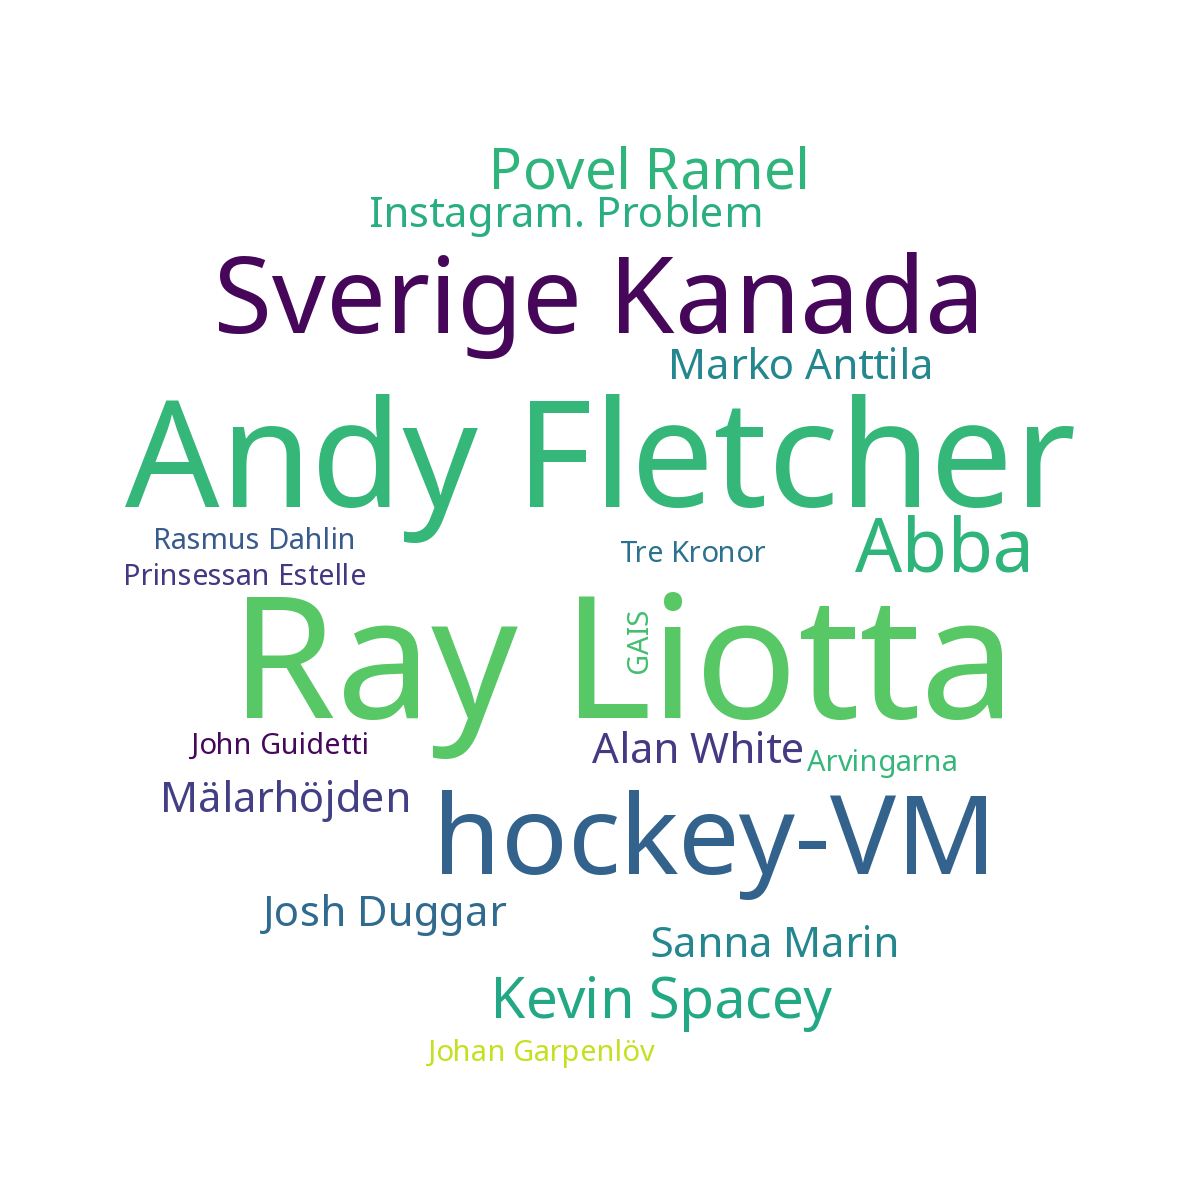 Povel Ramel
Instagram. Problem
Sverige Kanada
Marko Anttila
Andy Fletcher
Rasmus Dahlin
Tre Kronor
Abba
Prinsessan Estelle
Ray Liotta
GAIS
John Guidetti
Alan White
Arvingarna
Mälarhöjden
hockey-VM
Josh Duggar
Sanna Marin
Kevin Spacey
Johan Garpenlöv